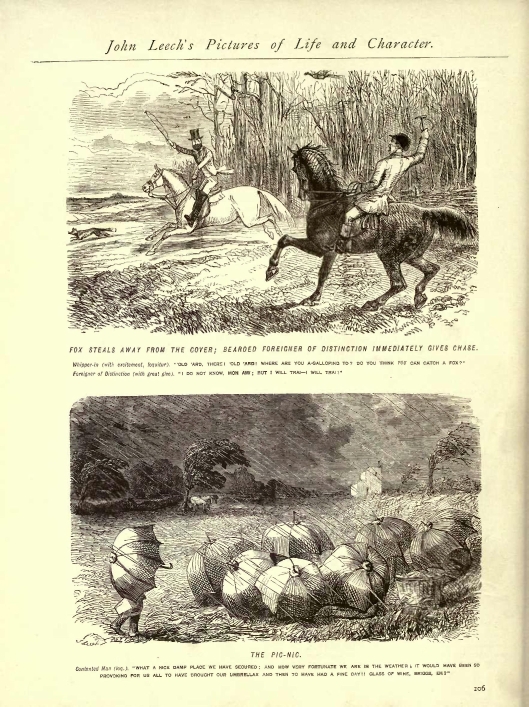 John Leech's Pictures of Life and Character.
FOX STEALS AWAY FROM THE COVER; BEARDED FOREIGNER OF DISTINCTION IMMEDIATELY GIVES CHASE.
Whipper-in (with excitement, loquitur). "'OLD 'ARD, THERE! 'OLD 'ARD! WHERE ARE YOU A-GALLOPING TO? DO YOU THINK YOU CAN CATCH A FOX?"
Foreigner of Distinction (with great glee). "I DO NOT KNOW, MON AMI; BUT I WILL TRAI—I WILL TRAI!"
THE PIC-NIC.
Contented Man (loq.). "WHAT A NICE DAMP PLACE WE HAVE SECURED; AND HOW VERY FORTUNATE WE ARE IN THE WEATHER; IT WOULD HAVE BEEN SO
PROVOKING FOR US ALL TO HAVE BROUGHT OUR UMBRELLAS AND THEN TO HAVE HAD A FINE DAY!! GLASS OF WINE, BRIGGS, EH?"
106